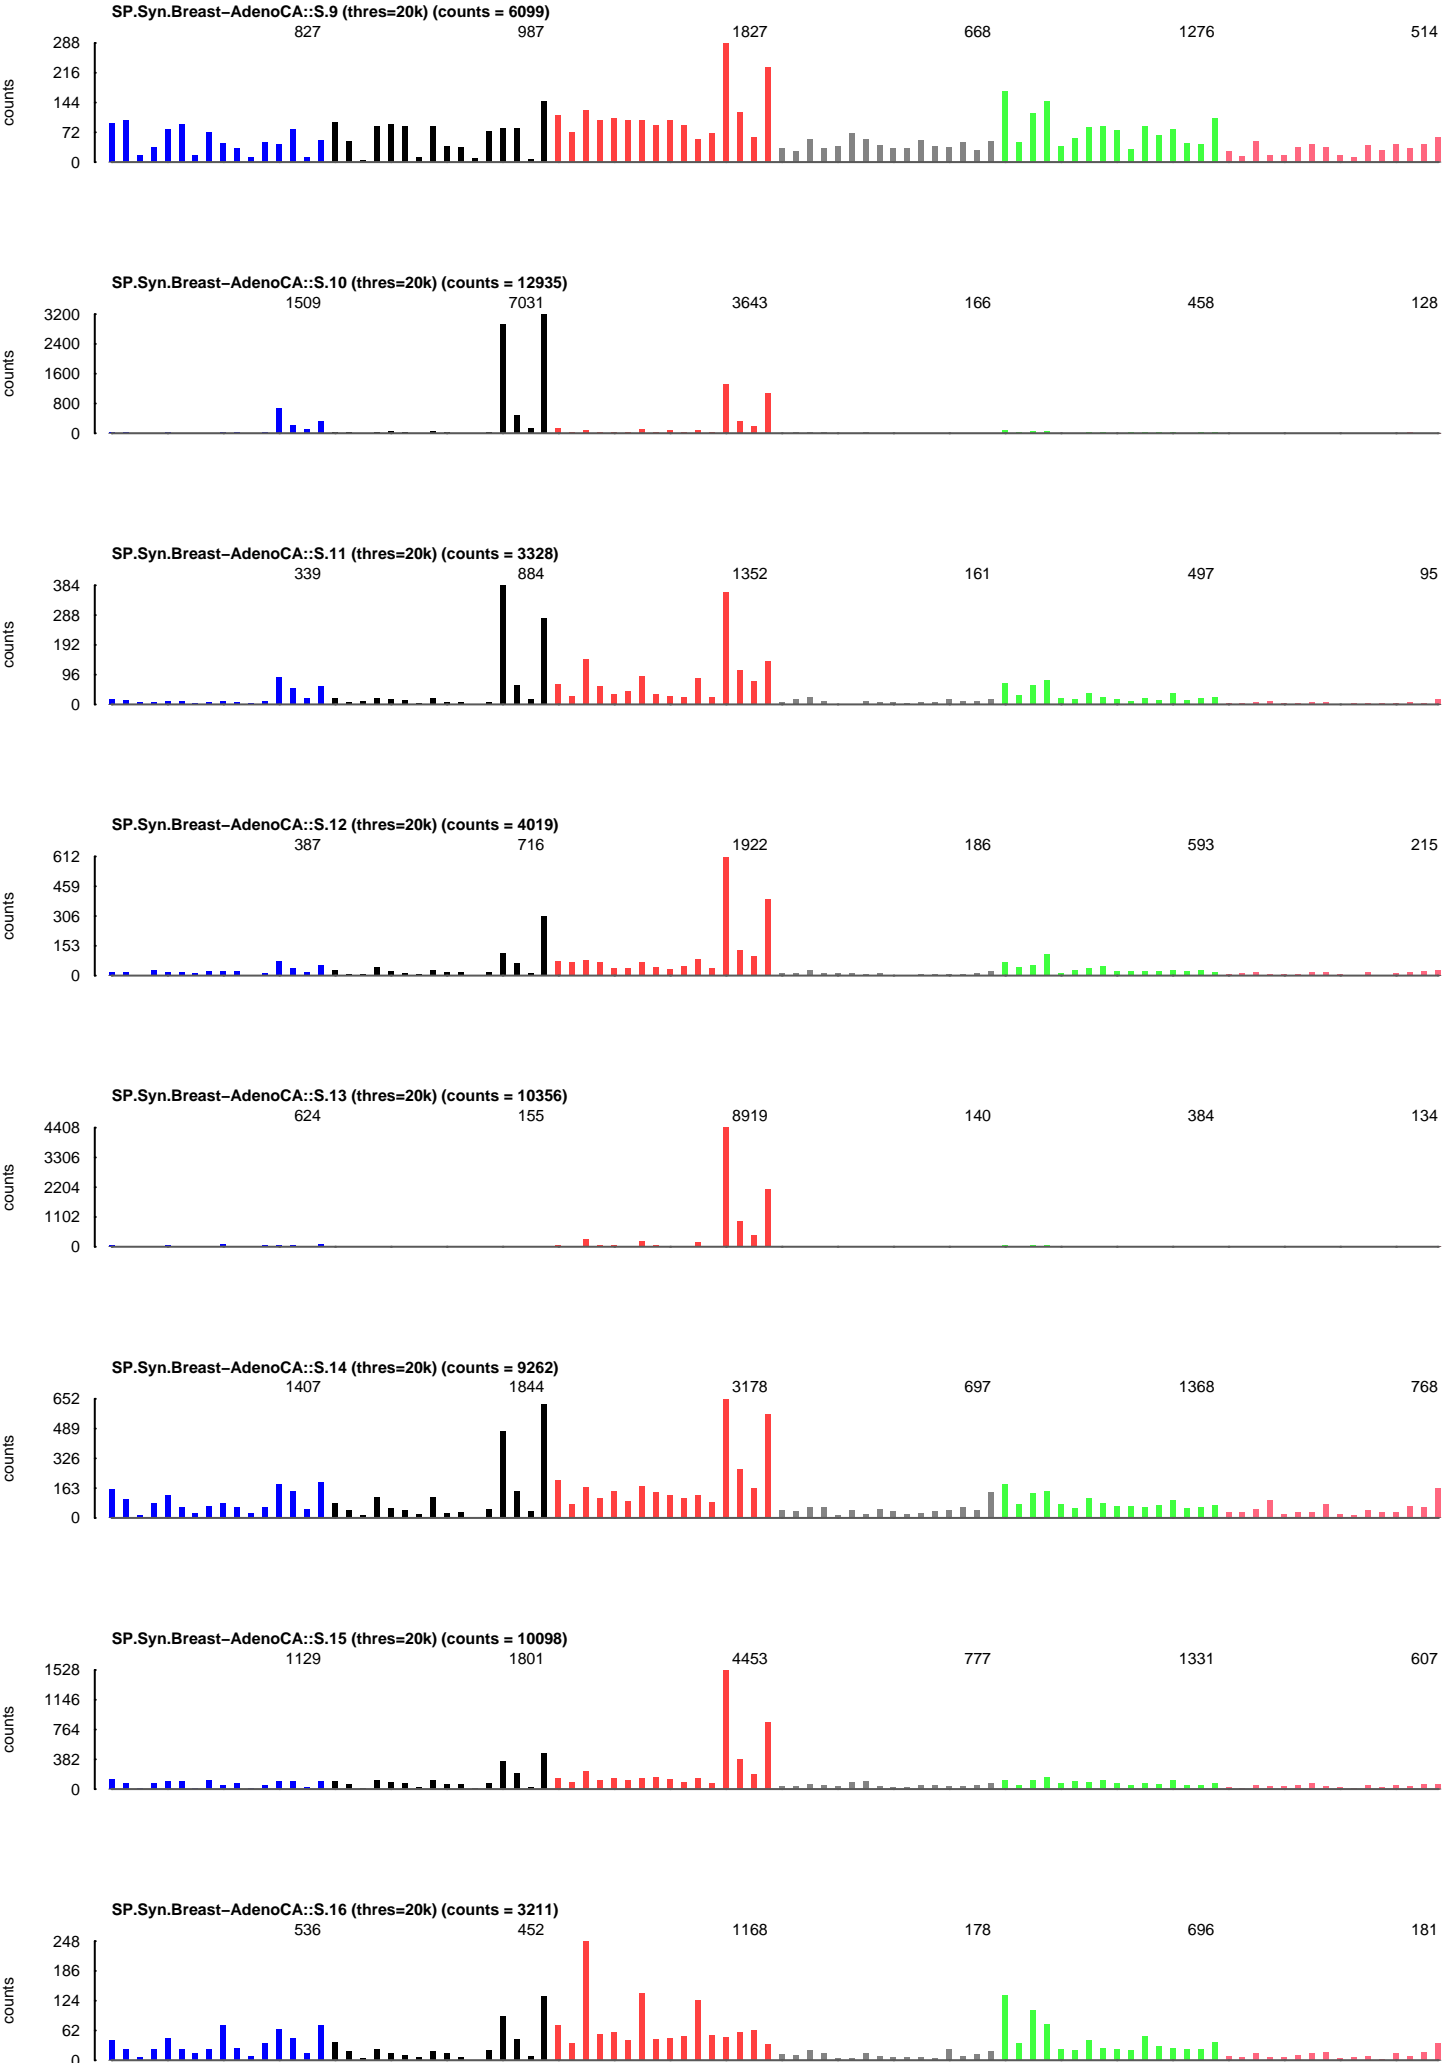 SP.Syn.Breast−AdenoCA::S.9 (thres=20k) (counts = 6099)
827 987 1827 668 1276 514
288
216
144
72
0
counts
SP.Syn.Breast−AdenoCA::S.10 (thres=20k) (counts = 12935)
1509 7031 3643 166 458 128
3200
2400
1600
800
0
counts
SP.Syn.Breast−AdenoCA::S.11 (thres=20k) (counts = 3328)
339 884 1352 161 497 95
384
288
192
96
0
counts
SP.Syn.Breast−AdenoCA::S.12 (thres=20k) (counts = 4019)
387 716 1922 186 593 215
612
459
306
153
0
counts
SP.Syn.Breast−AdenoCA::S.13 (thres=20k) (counts = 10356)
624 155 8919 140 384 134
4408
3306
2204
1102
0
counts
SP.Syn.Breast−AdenoCA::S.14 (thres=20k) (counts = 9262)
1407 1844 3178 697 1368 768
652
489
326
163
0
counts
SP.Syn.Breast−AdenoCA::S.15 (thres=20k) (counts = 10098)
1129 1801 4453 777 1331 607
1528
1146
764
382
0
counts
SP.Syn.Breast−AdenoCA::S.16 (thres=20k) (counts = 3211)
536 452 1168 178 696 181
248
186
124
62
0
counts